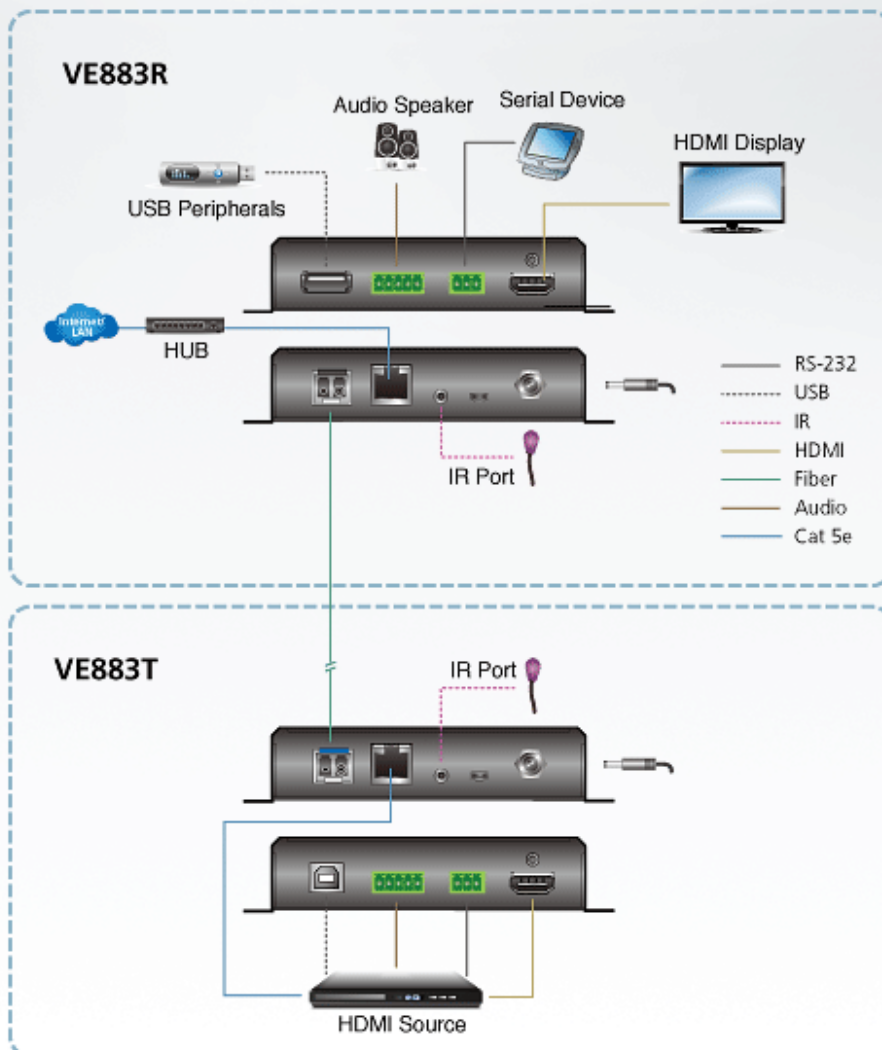 VE883R
Audio Speaker
Serial Device
HDMI Display
USB Peripherals
Internet/
LAN
HUB
IR Port
RS-232
USB
IR
HDMI
Fiber
Audio
Cat 5e
VE883T
IR Port
HDMI Source